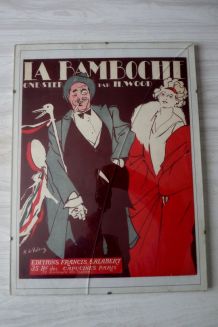 LA BAMBOCHE
ONE-STEP PAR H. WOOD
EDITIONS FRANCIS SALABERT
35 Bd des CAPUCINES PARIS